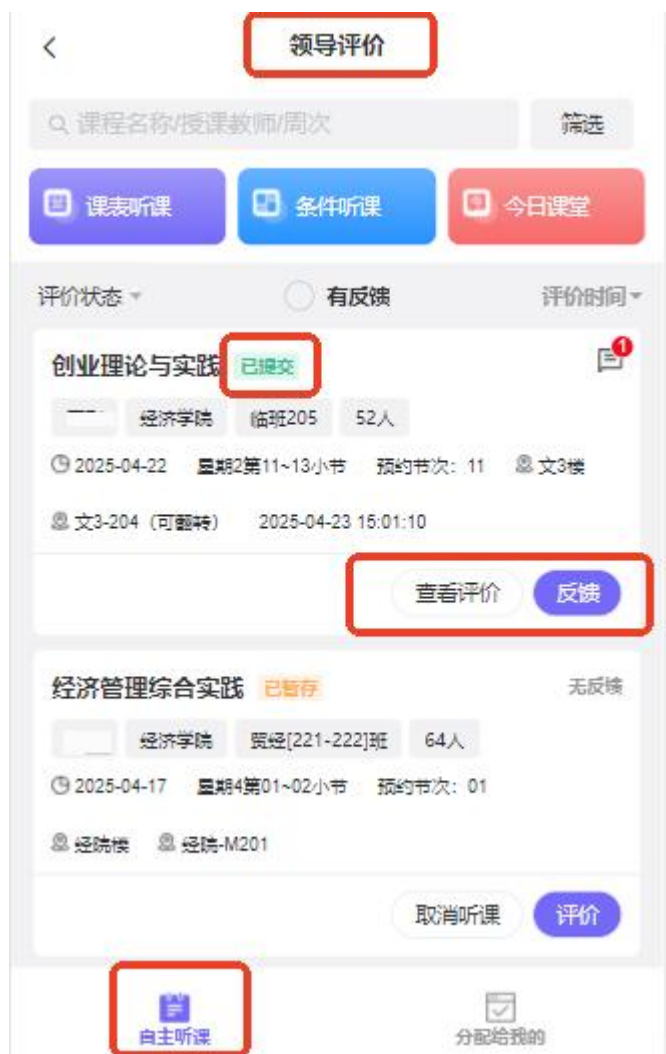 领导评价
课程名称/授课教师/周次 筛选
课表听课 条件听课 今日课堂
评价状态 有反馈 评价时间
创业理论与实践 已提交 1
经济学院 临班205 52人
2025-04-22 星期2第11~13小节 预约节次：11 文3楼
文3-204（可翻转） 2025-04-23 15:01:10
查看评价 反馈
经济管理综合实践 已暂存 无反馈
经济学院 贸经[221-222]班 64人
2025-04-17 星期4第01~02小节 预约节次：01
经院楼 经院-M201
取消听课 评价
自主听课 分配给我的